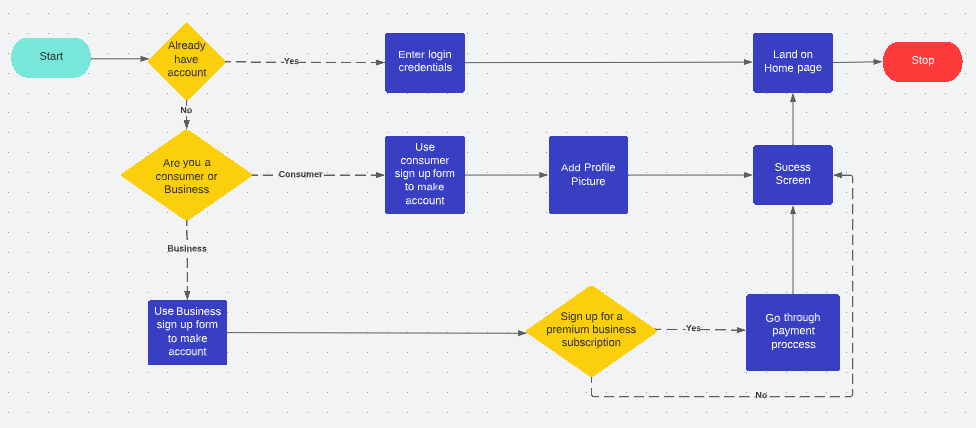 Start
Already
have
account
Yes
Enter login
credentials
Land on
Home page
Stop
No
Are you a
consumer or
Business
Consumer
Use
consumer
sign up form
to make
account
Add Profile
Picture
Sucess
Screen
Business
Use Business
sign up form
to make
account
Sign up for a
premium business
subscription
Yes
Go through
payment
proccess
No